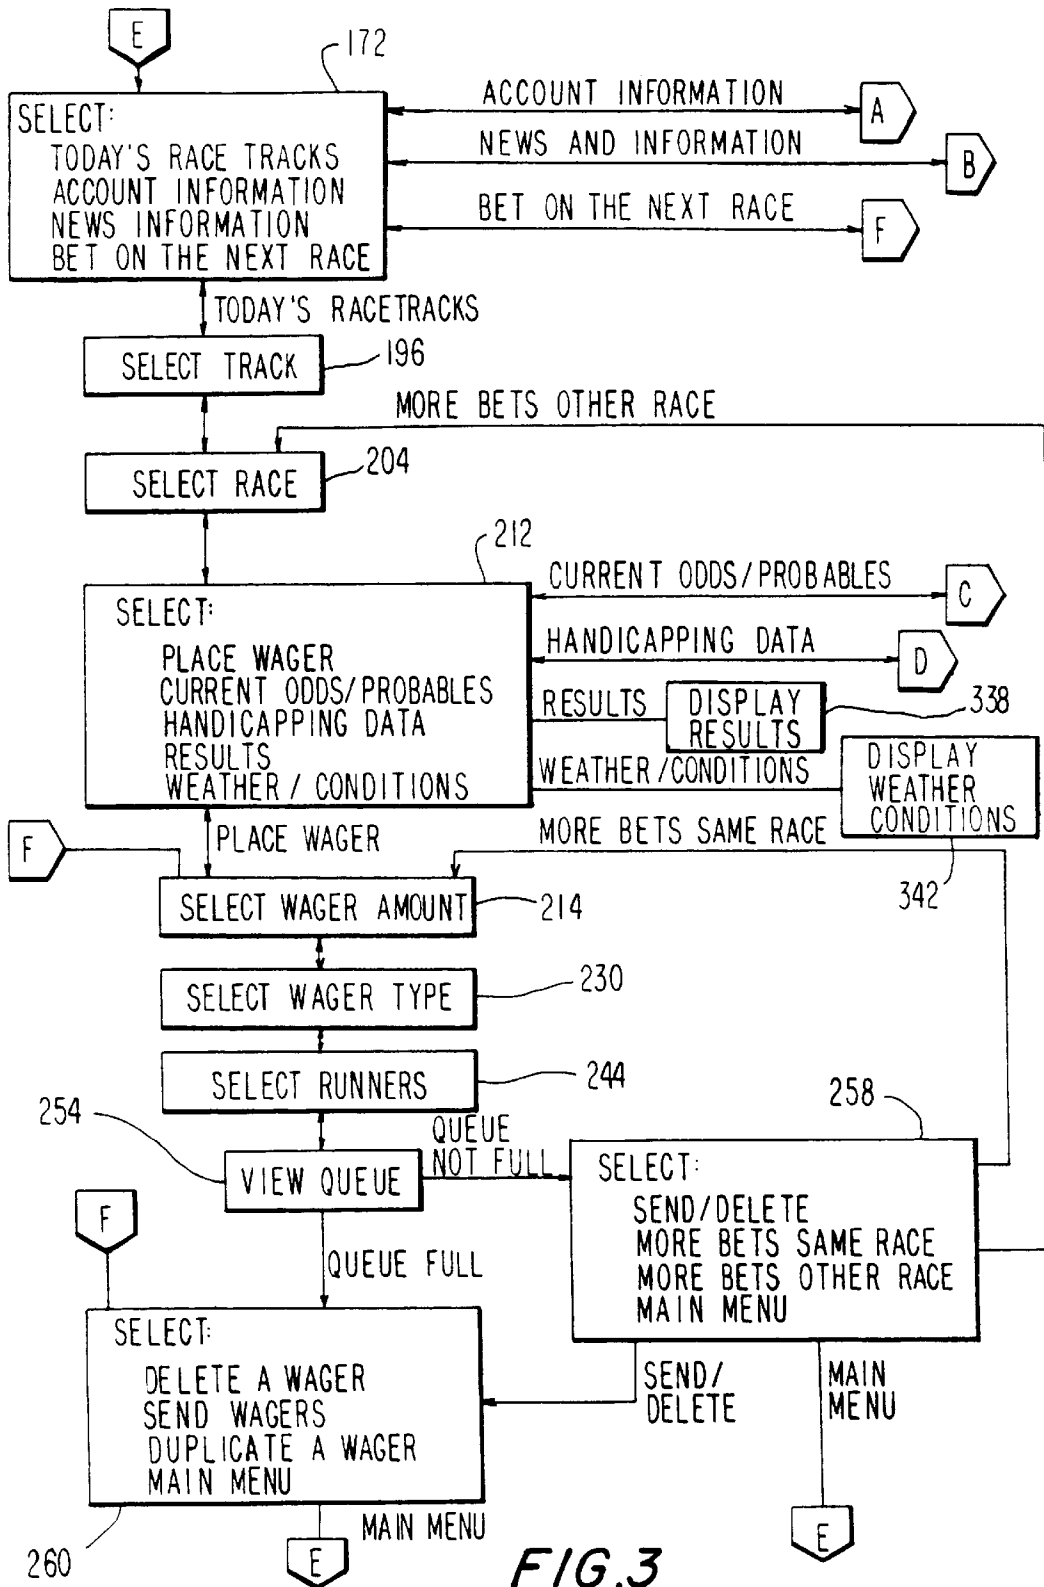 E
172
SELECT:
TODAY'S RACE TRACKS
ACCOUNT INFORMATION
NEWS INFORMATION
BET ON THE NEXT RACE
ACCOUNT INFORMATION
A
NEWS AND INFORMATION
B
BET ON THE NEXT RACE
F
TODAY'S RACETRACKS
SELECT TRACK
196
MORE BETS OTHER RACE
SELECT RACE
204
212
SELECT:
PLACE WAGER
CURRENT ODDS/PROBABLES
HANDICAPPING DATA
RESULTS
WEATHER / CONDITIONS
CURRENT ODDS/PROBABLES
C
HANDICAPPING DATA
D
RESULTS
DISPLAY
RESULTS
338
WEATHER/CONDITIONS
DISPLAY
WEATHER
CONDITIONS
342
F
PLACE WAGER
MORE BETS SAME RACE
SELECT WAGER AMOUNT
214
SELECT WAGER TYPE
230
SELECT RUNNERS
244
254
VIEW QUEUE
QUEUE
NOT FULL
258
SELECT:
SEND/DELETE
MORE BETS SAME RACE
MORE BETS OTHER RACE
MAIN MENU
F
QUEUE FULL
SELECT:
DELETE A WAGER
SEND WAGERS
DUPLICATE A WAGER
MAIN MENU
SEND/
DELETE
MAIN
MENU
260
MAIN MENU
E
E
FIG.3